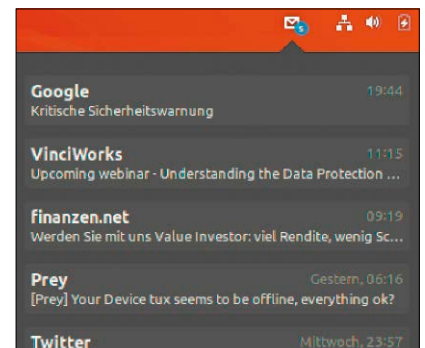 5
Google 19:44
Kritische Sicherheitswarnung
VinciWorks 11:15
Upcoming webinar - Understanding the Data Protection ...
finanzen.net 09:19
Werden Sie mit uns Value Investor: viel Rendite, wenig Sc...
Prey Gestern, 06:16
[Prey] Your Device tux seems to be offline, everything ok?
Twitter Mittwoch, 23:57